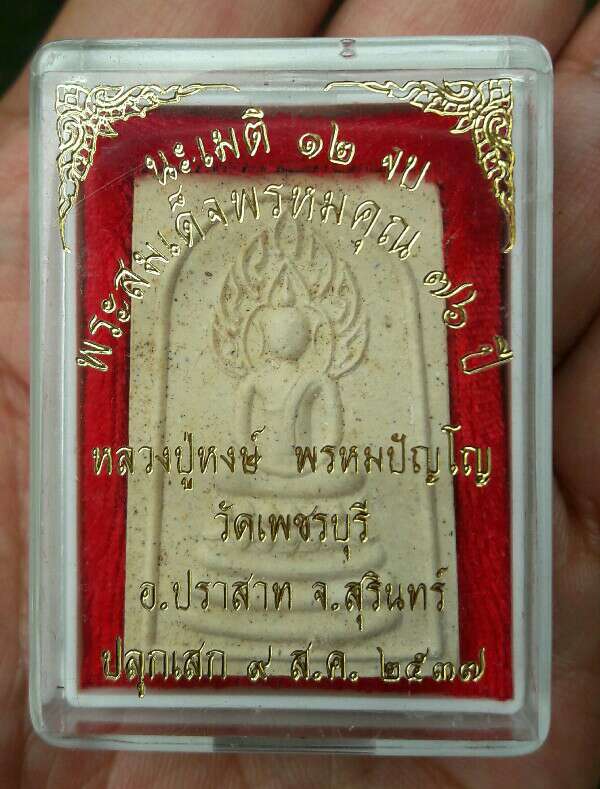 นะเมติ ๑๒ จบ
พระสมเด็จพรหมคุณ ๗๖ ปี
หลวงปู่หงษ์ พรหมปัญโญ
วัดเพชรบุรี
อ.ปราสาท จ.สุรินทร์
ปลุกเสก ๙ ส.ค. ๒๕๓๗